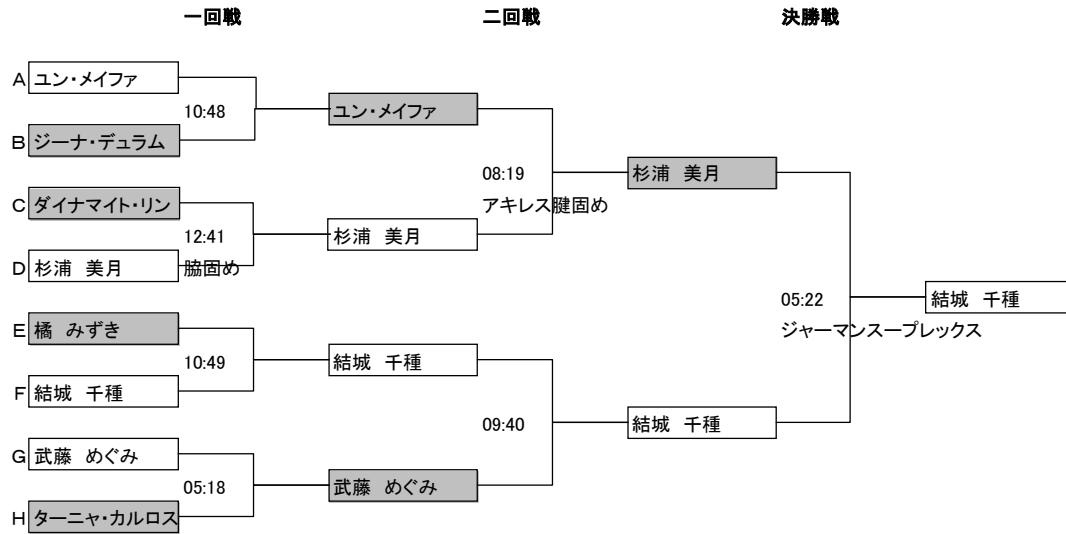 一回戦
二回戦
決勝戦
A ユン・メイファ
10:48
B ジーナ・デュラム
ユン・メイファ
C ダイナマイト・リン
12:41
D 杉浦 美月
脇固め
杉浦 美月
08:19
アキレス腱固め
杉浦 美月
E 橘 みずき
10:49
F 結城 千種
結城 千種
G 武藤 めぐみ
05:18
H ターニャ・カルロス
武藤 めぐみ
09:40
結城 千種
05:22
ジャーマンスープレックス
結城 千種